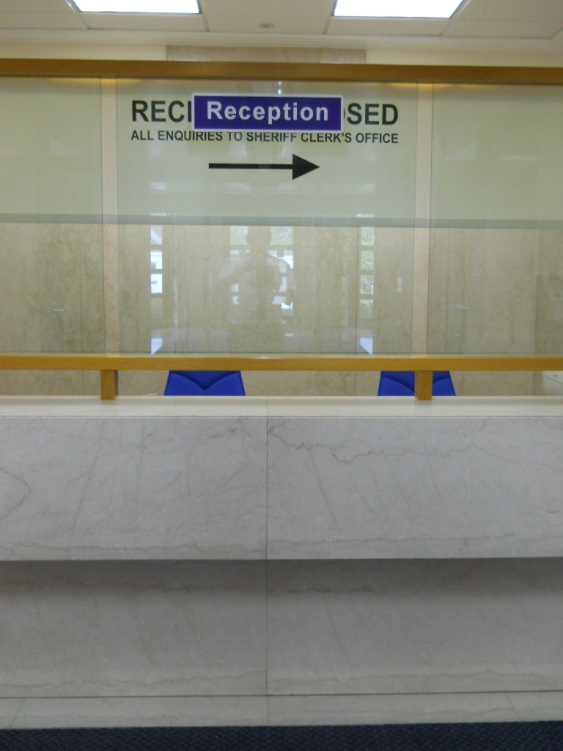 RECI Reception SED
ALL ENQUIRIES TO SHERIFF CLERK'S OFFICE